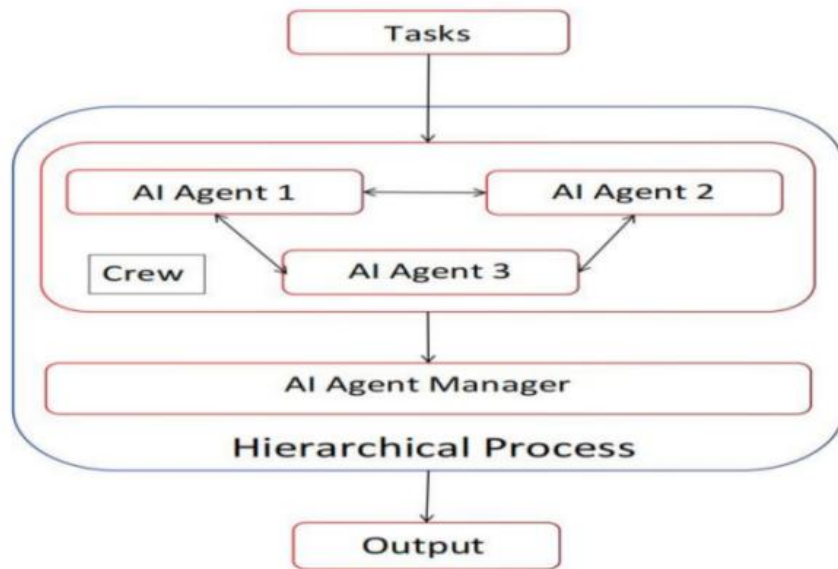 Tasks
AI Agent 1
AI Agent 2
AI Agent 3
Crew
AI Agent Manager
Hierarchical Process
Output